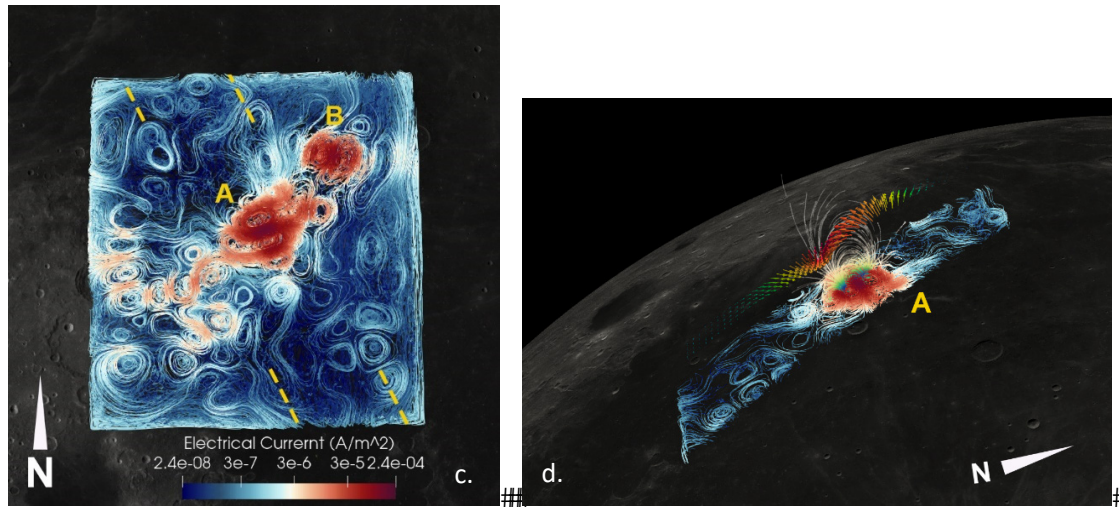 B
A
Electrical Currernt (A/m^2)
2.4e-08 3e-7 3e-6 3e-5 2.4e-04
N
c.
##
A
N
d.
#